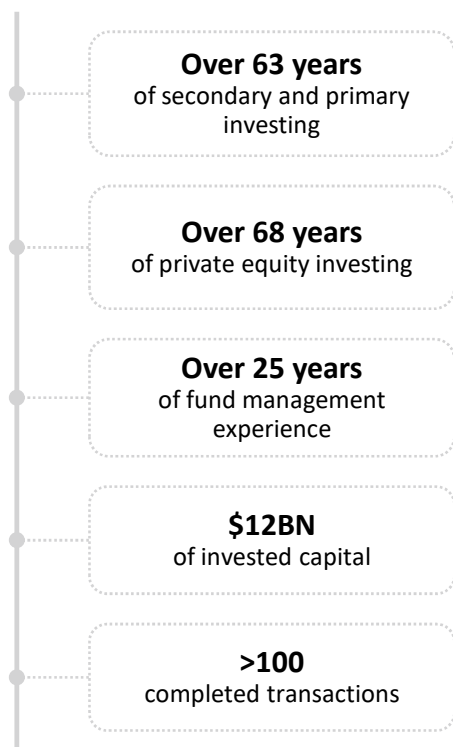 Over 63 years
of secondary and primary
investing
Over 68 years
of private equity investing
Over 25 years
of fund management
experience
$12BN
of invested capital
>100
completed transactions